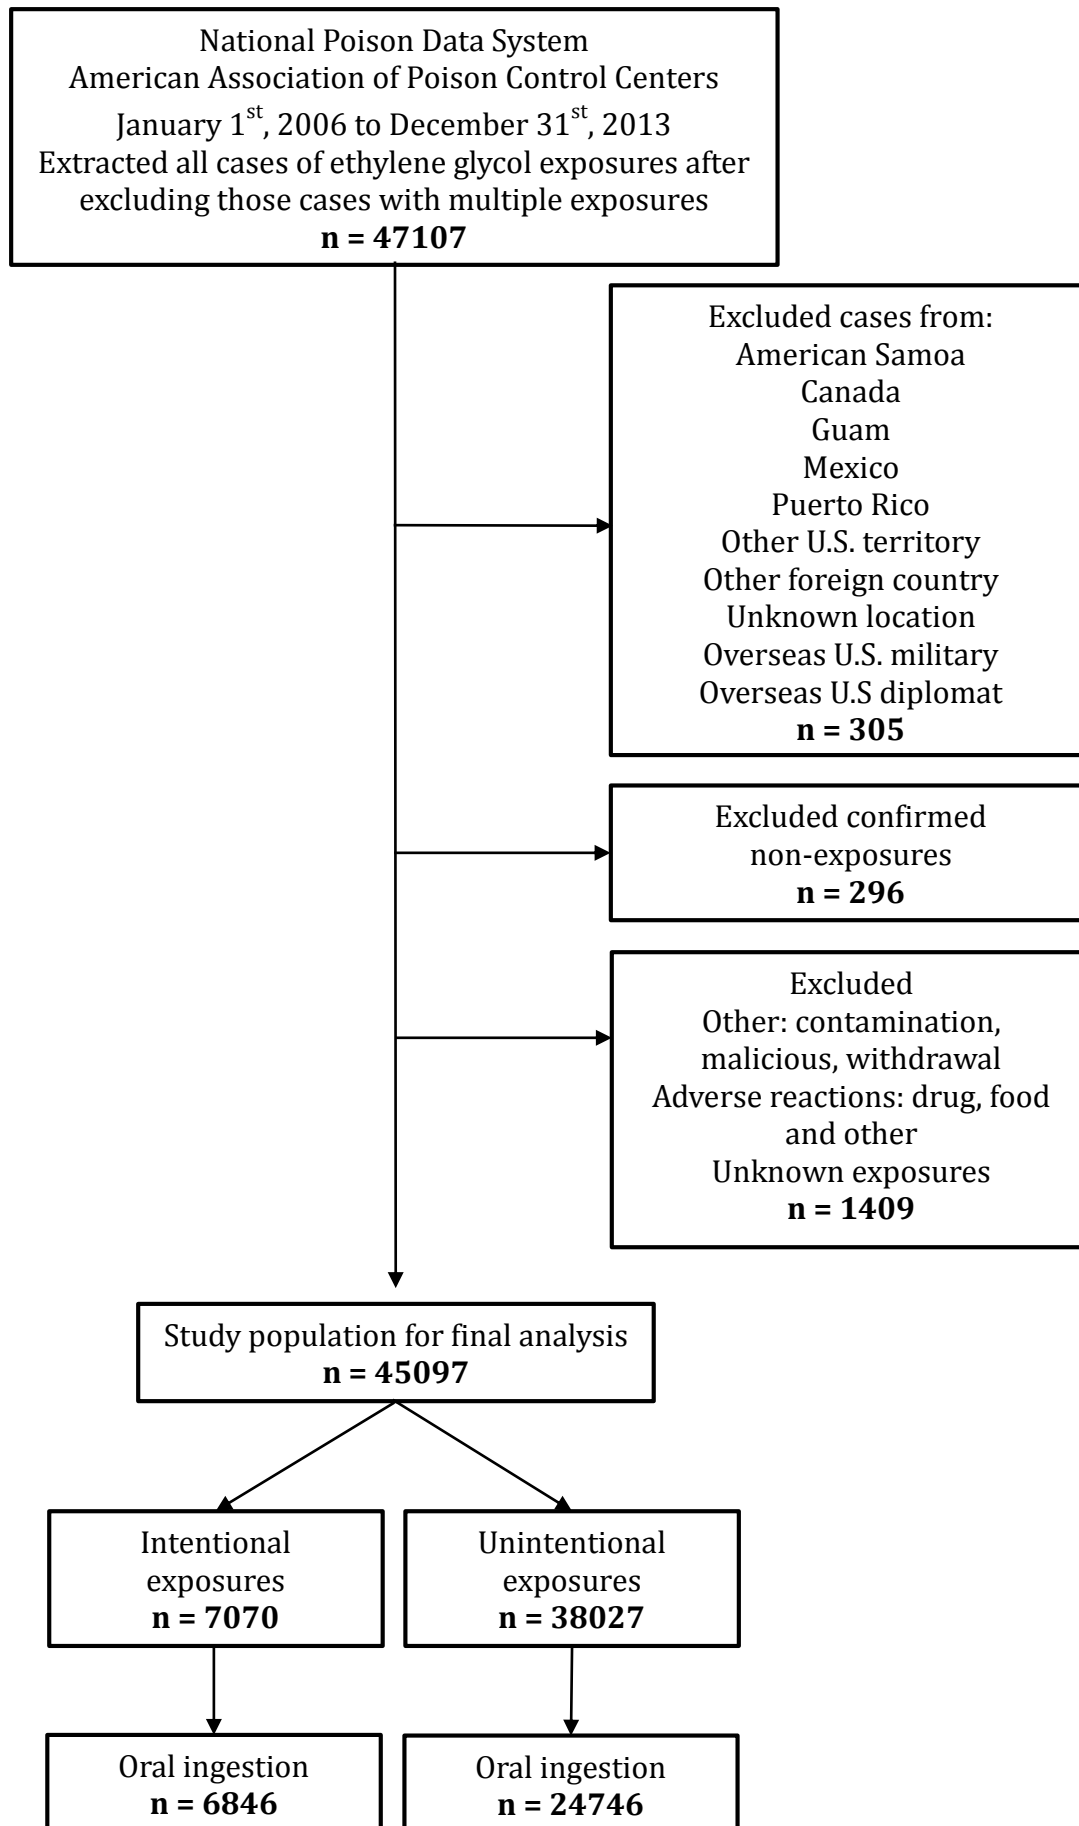 National Poison Data System
American Association of Poison Control Centers
January 1st, 2006 to December 31st, 2013
Extracted all cases of ethylene glycol exposures after
excluding those cases with multiple exposures
n = 47107
Excluded cases from:
American Samoa
Canada
Guam
Mexico
Puerto Rico
Other U.S. territory
Other foreign country
Unknown location
Overseas U.S. military
Overseas U.S diplomat
n = 305
Excluded confirmed
non-exposures
n = 296
Excluded
Other: contamination,
malicious, withdrawal
Adverse reactions: drug, food
and other
Unknown exposures
n = 1409
Study population for final analysis
n = 45097
Intentional
exposures
n = 7070
Unintentional
exposures
n = 38027
Oral ingestion
n = 6846
Oral ingestion
n = 24746